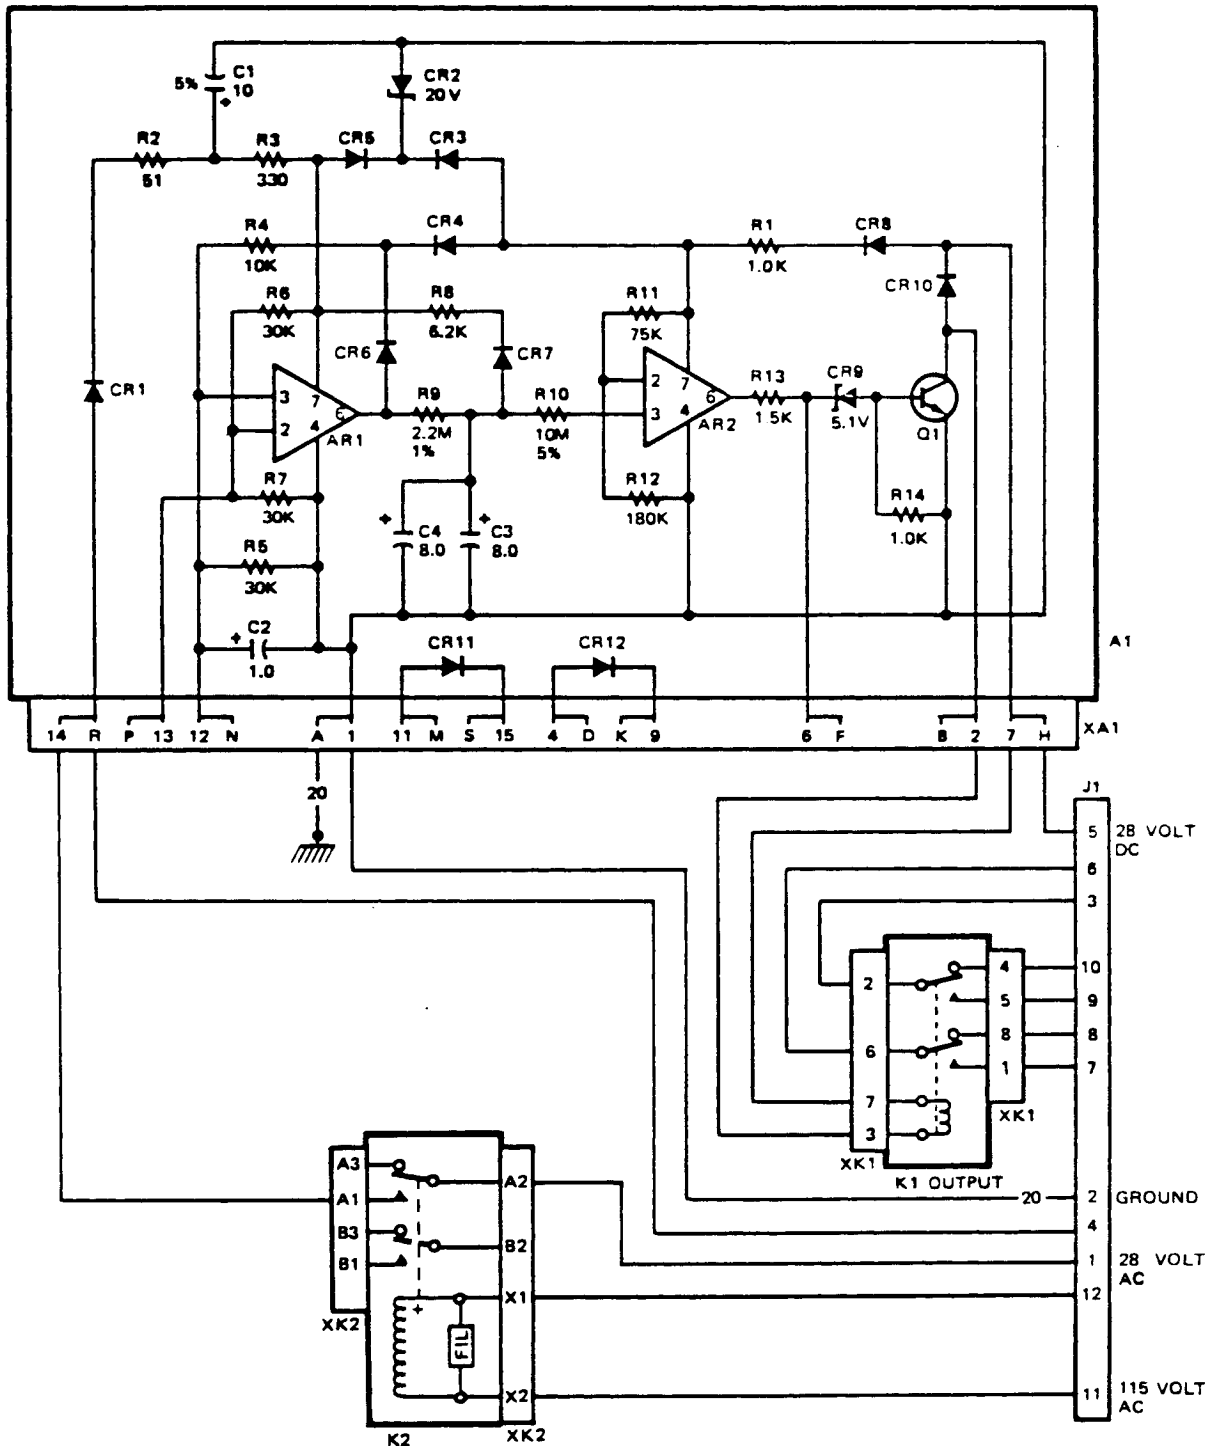 C1
5% 10
+
CR2
20 V
R2
51
R3
330
CR5
CR3
R4
10K
CR4
R1
1.0K
CR8
CR10
R6
30K
R8
6.2K
R11
75K
CR6
CR7
CR1
3
2
7
4
6
AR1
R9
2.2M
1%
R10
10M
5%
2
3
7
4
6
AR2
R13
1.5K
CR9
5.1V
Q1
R7
30K
R12
180K
R14
1.0K
+
C4
8.0
+
C3
8.0
R5
30K
+
C2
1.0
CR11
CR12
A1
14 R P 13 12 N A 1 11 M S 15 4 D K 9 6 F B 2 7 H
XA1
20
J1
5 28 VOLT
DC
6
3
2 4 10
5 9
6 8 8
1 7
7
3
XK1
XK1
K1 OUTPUT
20 2 GROUND
4
1 28 VOLT
AC
12
11 115 VOLT
AC
A3
A1 A2
B3
B1 B2
X1
+
XK2
FIL
X2
K2
XK2